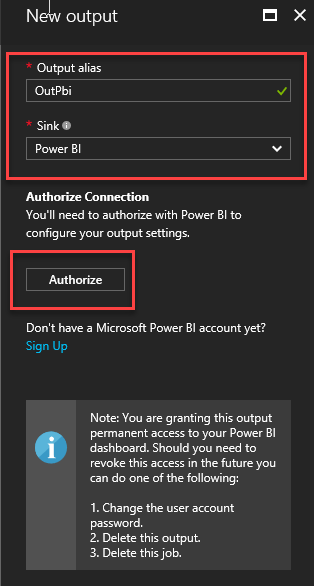 New output
* Output alias
OutPbi
* Sink
Power BI
Authorize Connection
You'll need to authorize with Power BI to
configure your output settings.
Authorize
Don't have a Microsoft Power BI account yet?
Sign Up
Note: You are granting this output
permanent access to your Power BI
dashboard. Should you need to
revoke this access in the future you
can do one of the following:
1. Change the user account
password.
2. Delete this output.
3. Delete this job.